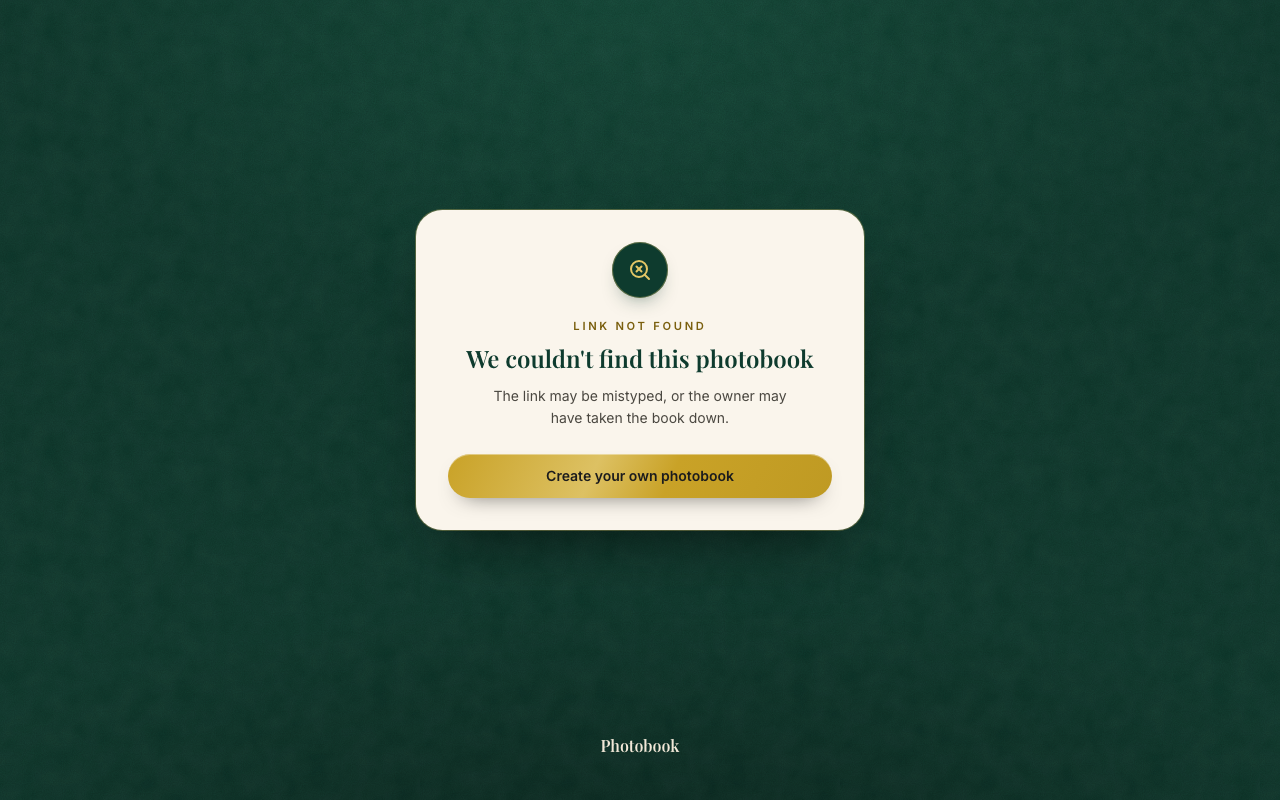 LINK NOT FOUND
We couldn't find this photobook
The link may be mistyped, or the owner may
have taken the book down.
Create your own photobook
Photobook